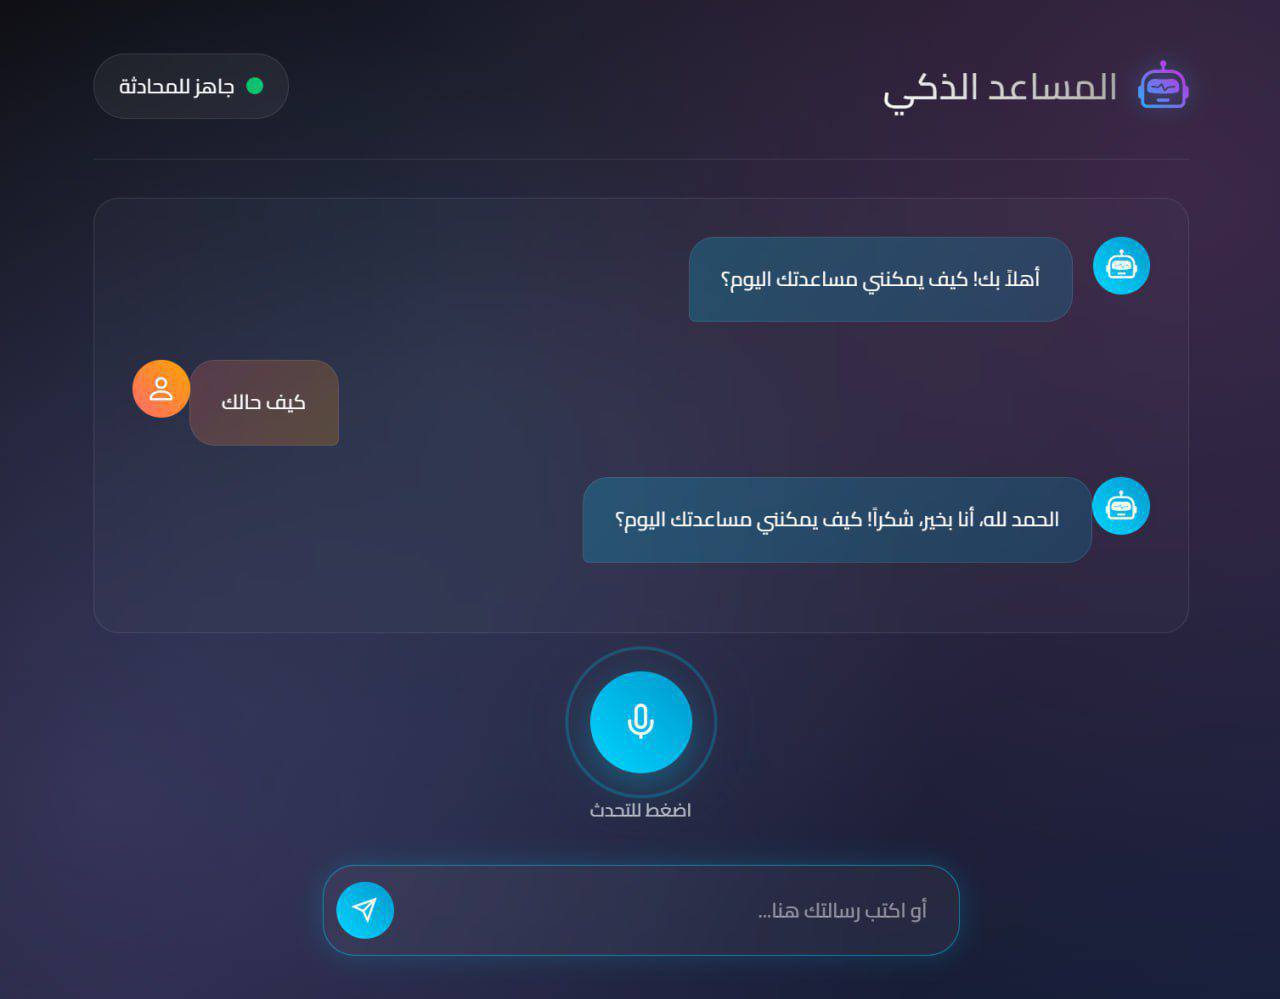 المساعد الذكي
جاهز للمحادثة
أهلاً بك! كيف يمكنني مساعدتك اليوم؟
كيف حالك
الحمد لله، أنا بخير، شكراً! كيف يمكنني مساعدتك اليوم؟
اضغط للتحدث
أو اكتب رسالتك هنا...